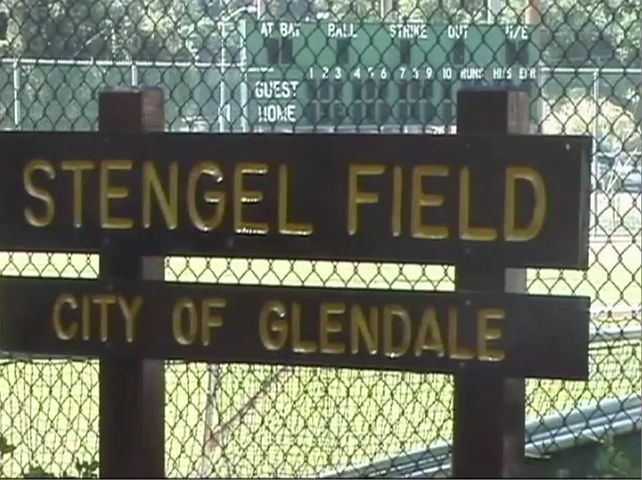 AT BAT BALL STRIKE OUT H/E
1 2 3 4 5 6 7 8 9 10 RUNS HITS ERR
GUEST
HOME
STENGEL FIELD
CITY OF GLENDALE